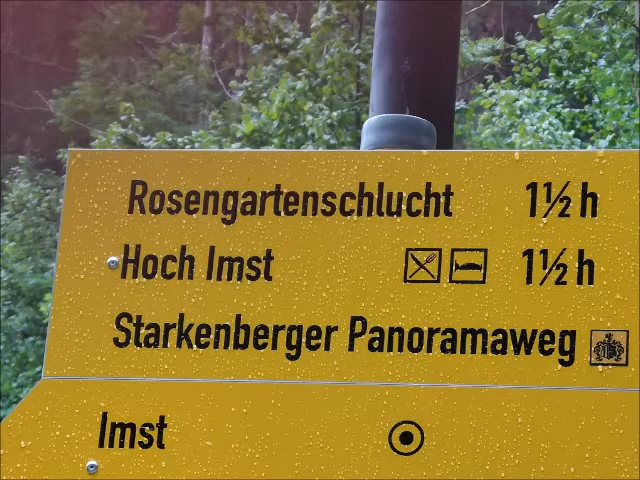 Rosengartenschlucht 1½ h
Hoch Imst 1½ h
Starkenberger Panoramaweg
Imst